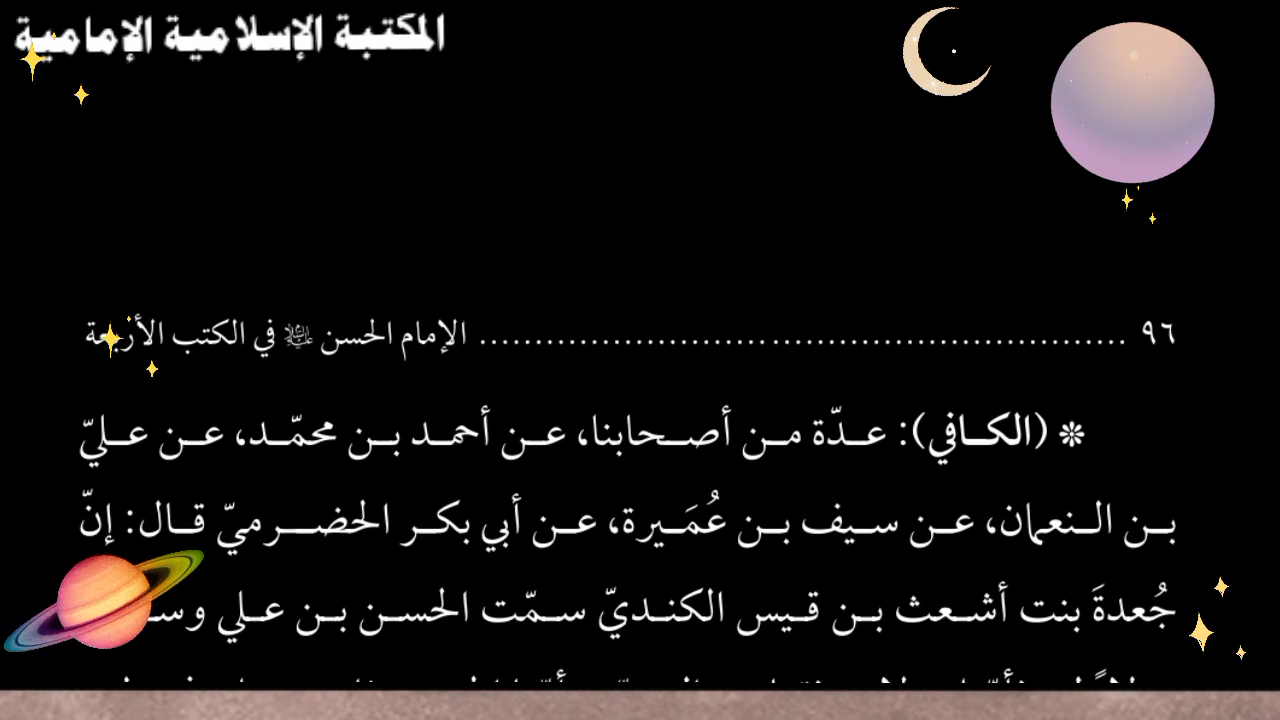 المكتبة الإسلامية الإمامية
٩٦ ................................................................ الإمام الحسن عليه السلام في الكتب الأربعة
❊ (الكافي): عدّة من أصحابنا، عن أحمد بن محمّد، عن عليّ
بن النعمان، عن سيف بن عُمَيرة، عن أبي بكر الحضرميّ قال: إنّ
جُعدةَ بنت أشعث بن قيس الكنديّ سمّت الحسن بن علي